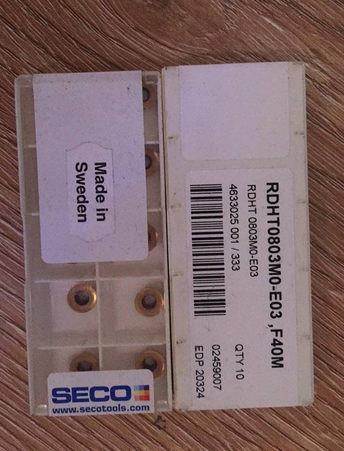 Made in
Sweden
SECO
www.secotools.com
RDHT0803M0-E03 ,F40M
RDHT 0803M0-E03
4633025 001 / 333
QTY 10
02459007
EDP 20324